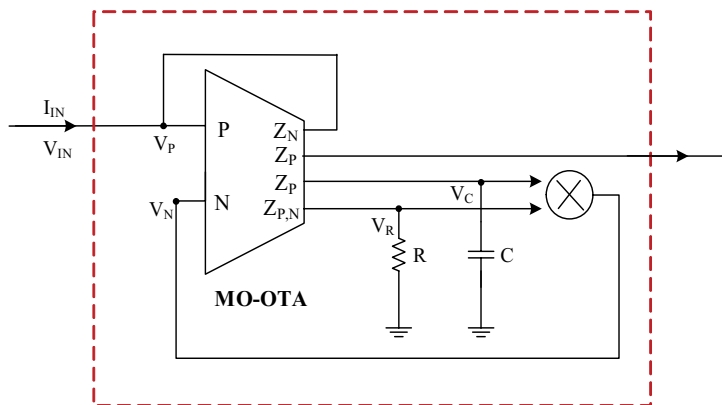 I_IN
V_IN
V_P
P
Z_N
Z_P
Z_P
V_C
V_N
N
Z_P,N
V_R
R
C
MO-OTA